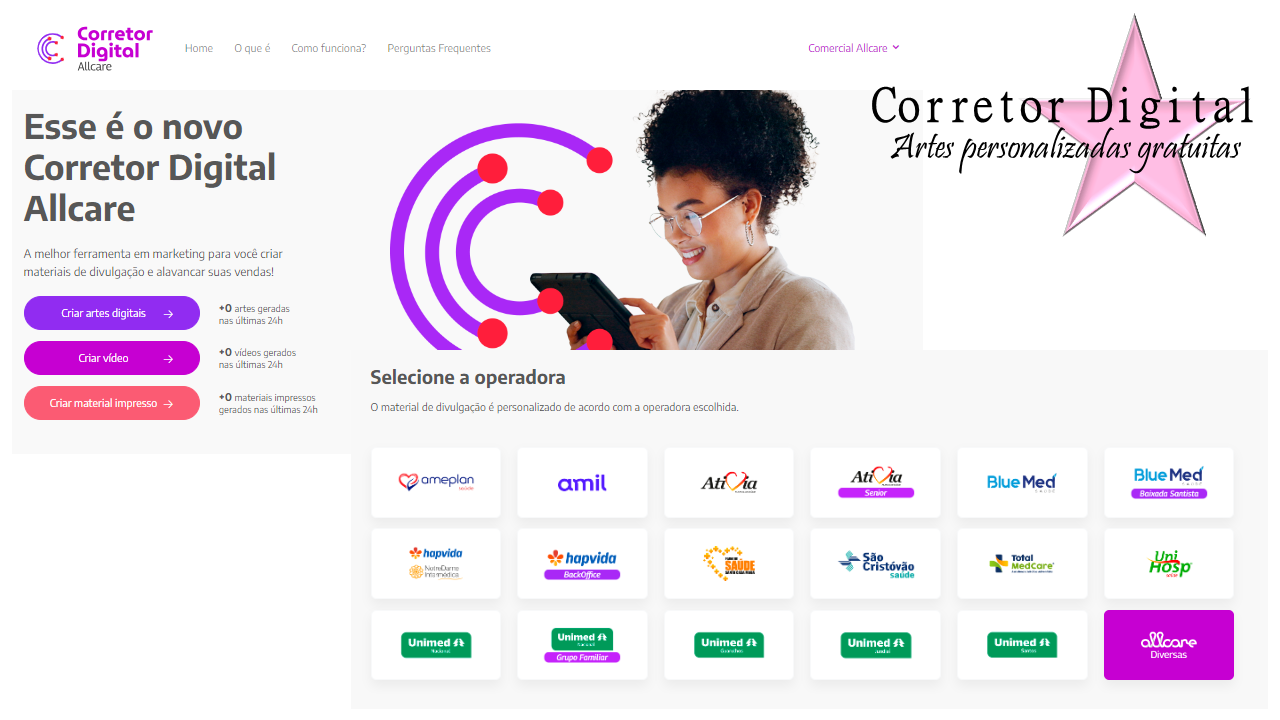 Corretor
Digital
Allcare
Home
O que é
Como funciona?
Perguntas Frequentes
Comercial Allcare
Corretor Digital
Artes personalizadas gratuitas
Esse é o novo
Corretor Digital
Allcare
A melhor ferramenta em marketing para você criar
materiais de divulgação e alavancar suas vendas!
Criar artes digitais →
+0 artes geradas
nas últimas 24h
Criar vídeo →
+0 vídeos gerados
nas últimas 24h
Criar material impresso →
+0 materiais impressos
gerados nas últimas 24h
Selecione a operadora
O material de divulgação é personalizado de acordo com a operadora escolhida.
ameplan
amil
Ativia
Ativia
Senior
Blue Med
SAÚDE
Blue Med
Baixada Santista
hapvida
NotreDame
Intermédica
hapvida
BackOffice
SAÚDE
São
Cristóvão
saúde
Total
MedCare
Uni
Hosp
Unimed
Nacional
Unimed
Nacional
Grupo Familiar
Unimed
Guarulhos
Unimed
Jundiaí
Unimed
Santos
allcare
Diversas